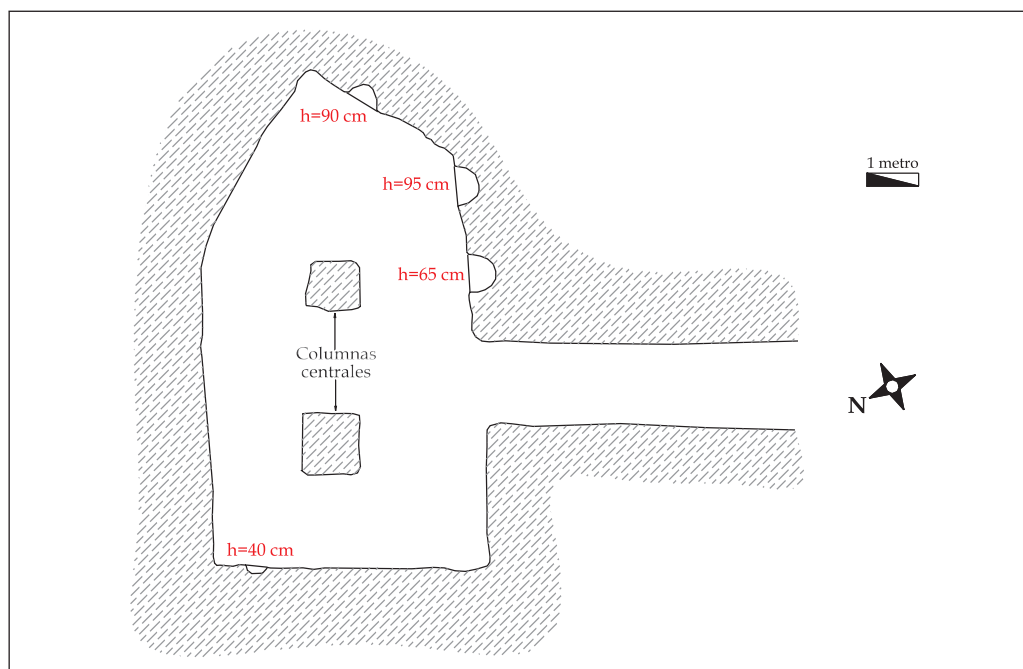 h=90 cm
1 metro
h=95 cm
h=65 cm
Columnas
centrales
N
h=40 cm